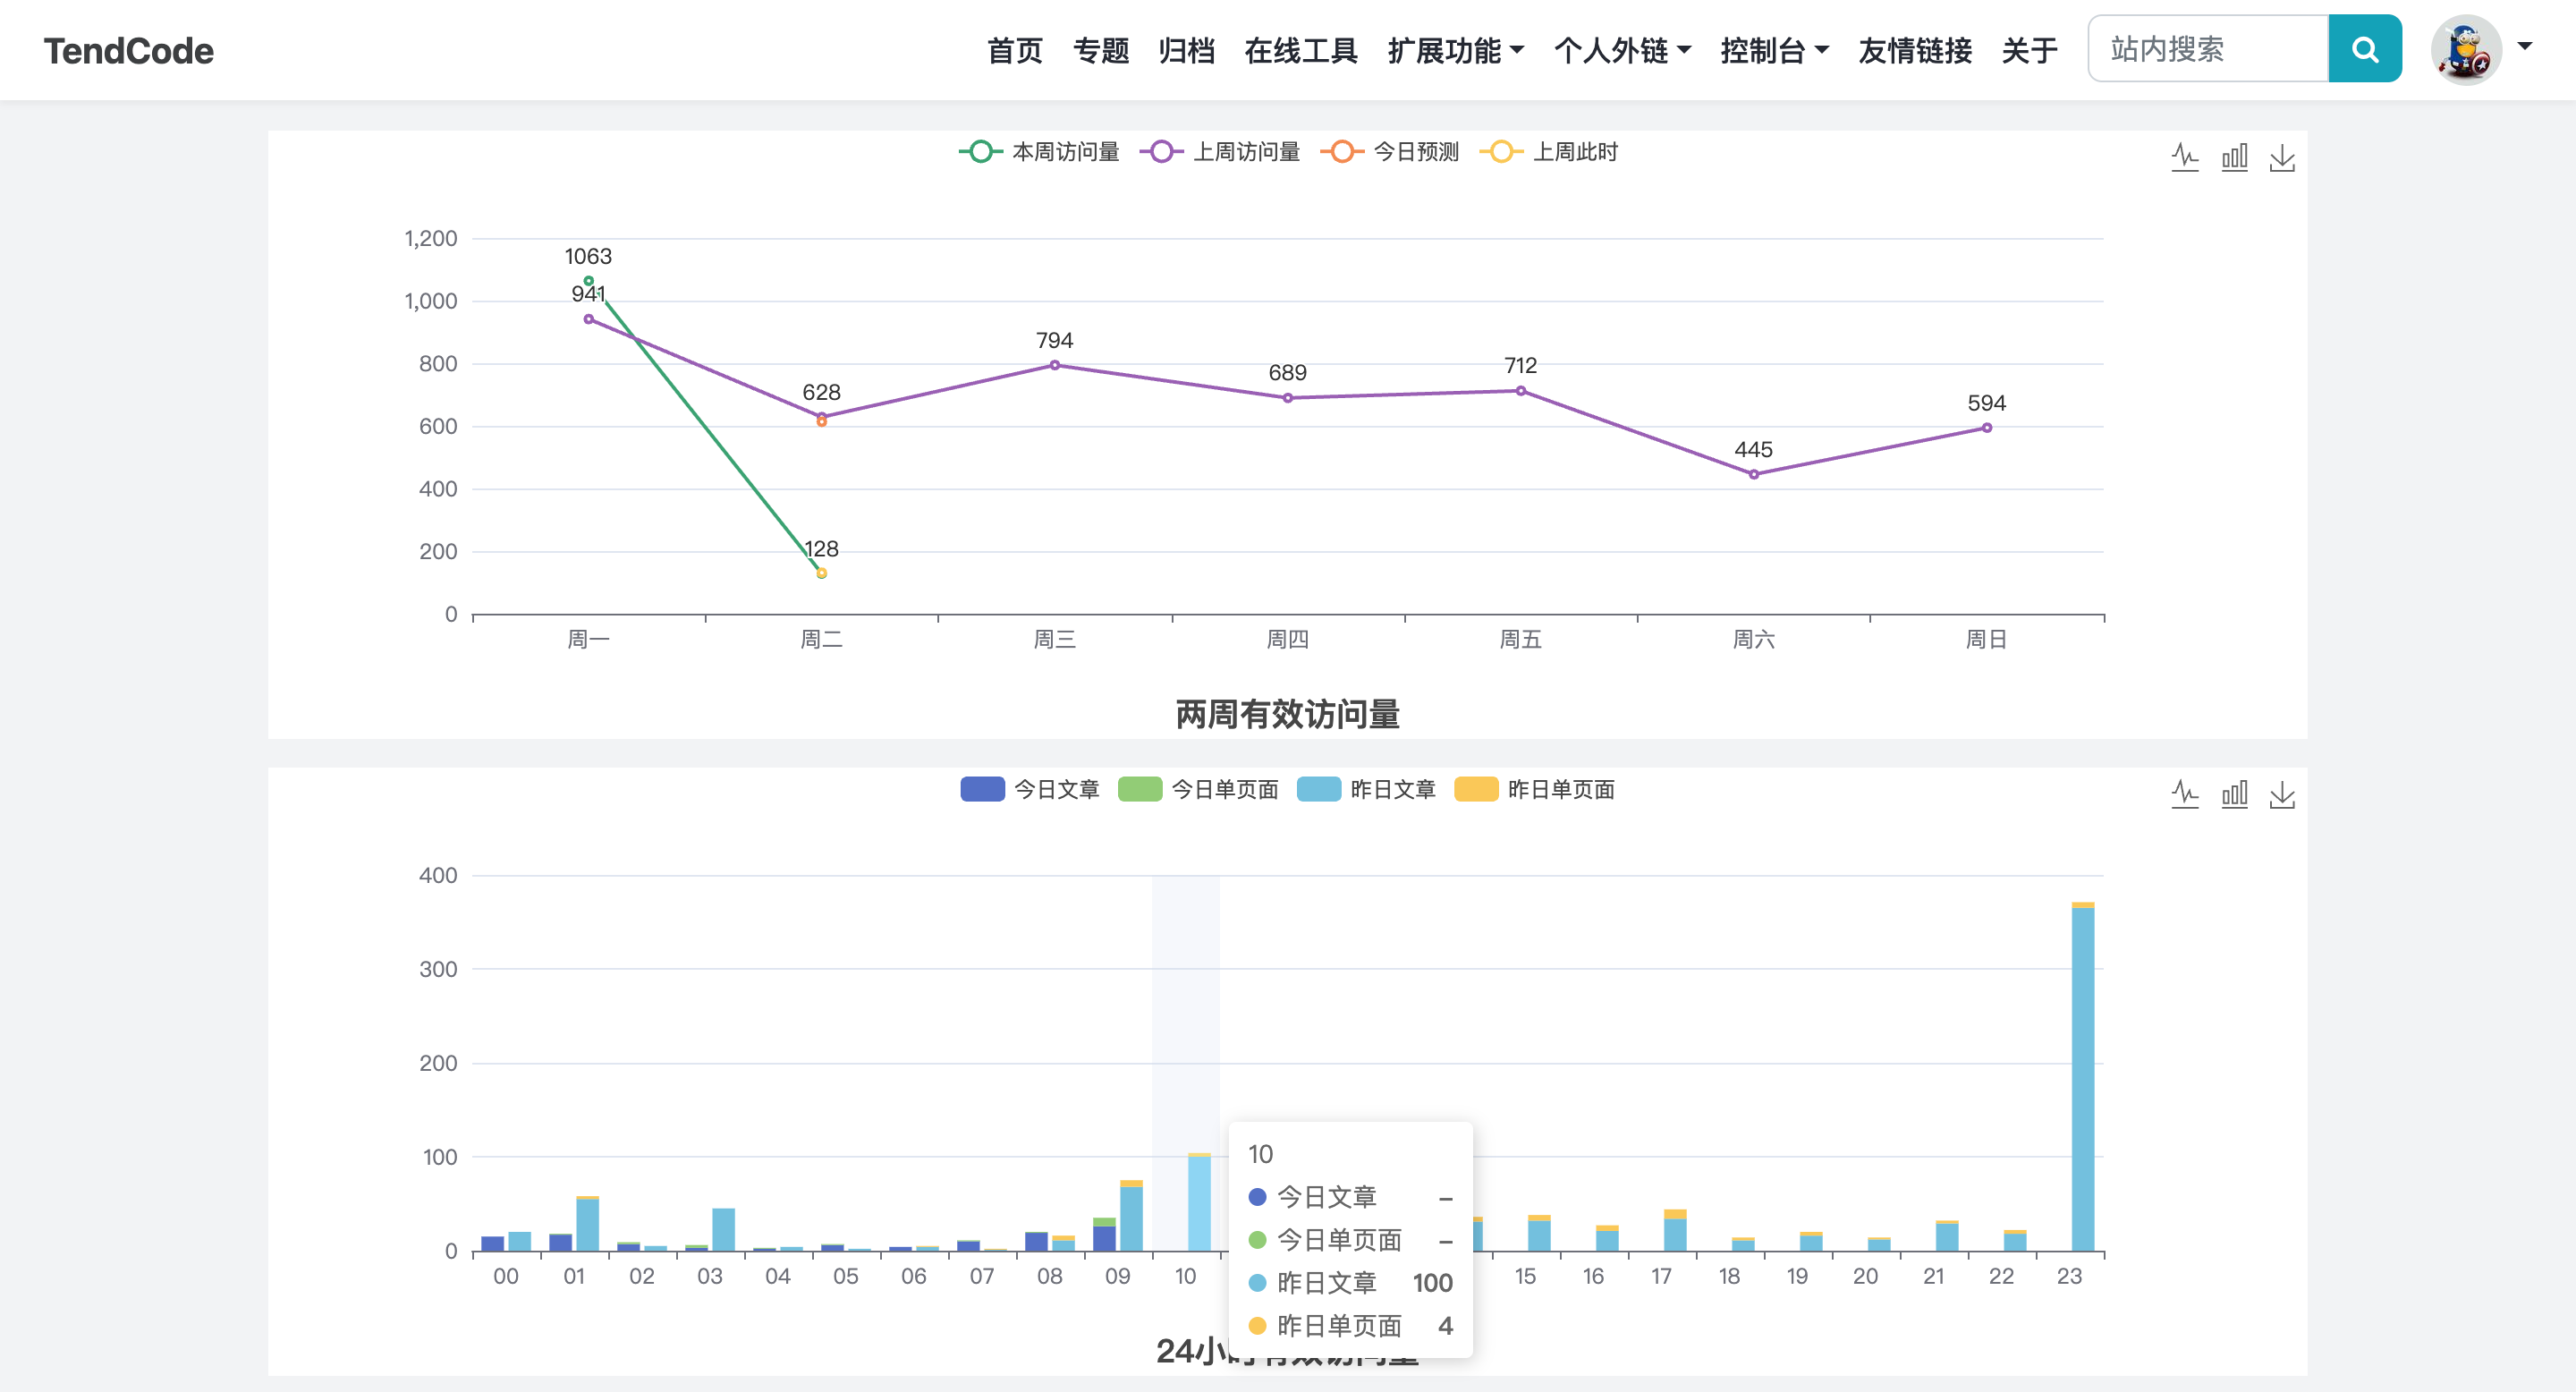 TendCode 首页 专题 归档 在线工具 扩展功能 个人外链 控制台 友情链接 关于 站内搜索
本周访问量 上周访问量 今日预测 上周此时
1,200
1063
1,000
941
800
794
712
689
628
600
594
445
400
200
128
0
周一 周二 周三 周四 周五 周六 周日
两周有效访问量
今日文章 今日单页面 昨日文章 昨日单页面
400
300
200
100
0
00 01 02 03 04 05 06 07 08 09 10 15 16 17 18 19 20 21 22 23
10
今日文章 –
今日单页面 –
昨日文章 100
昨日单页面 4
24小时有效访问量